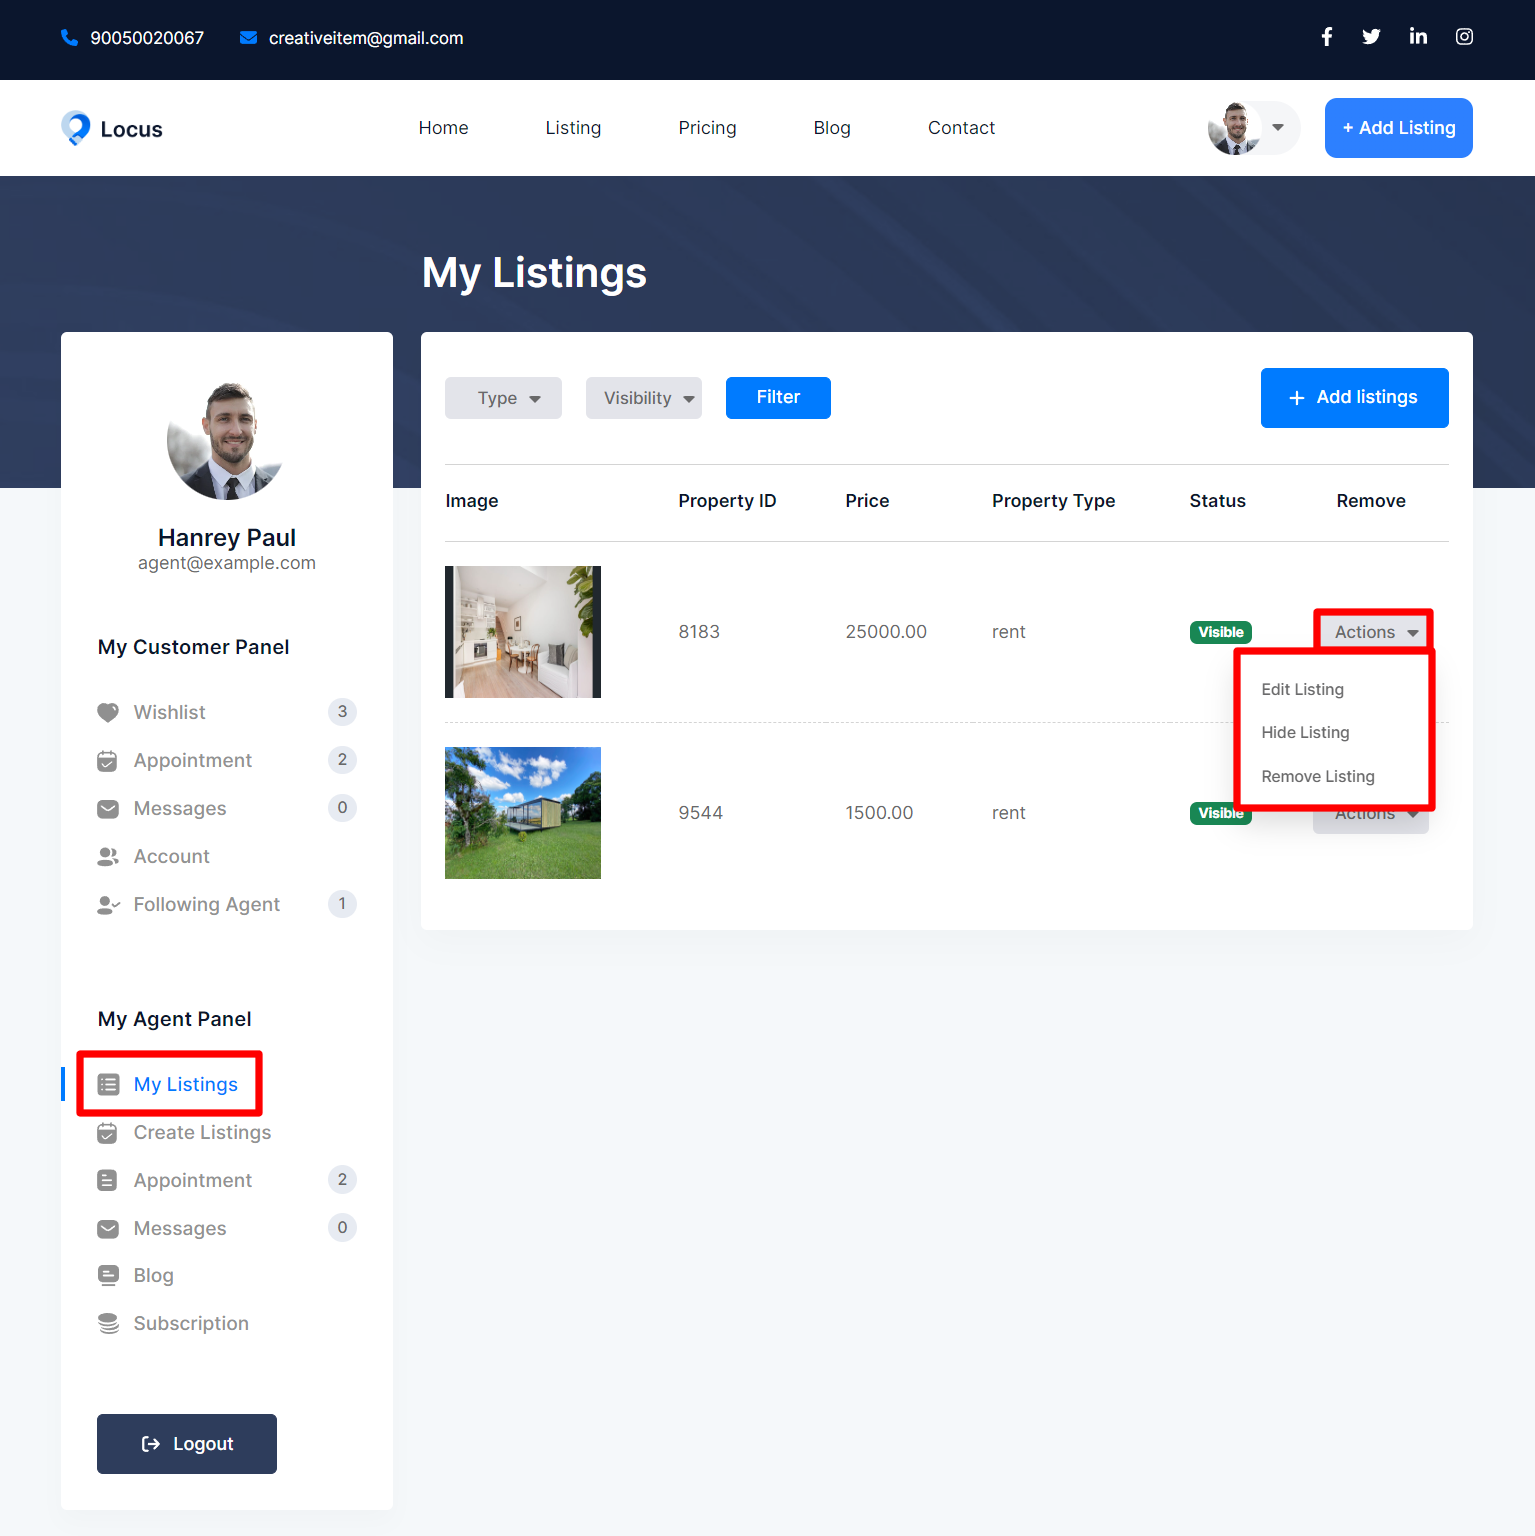 90050020067 creativeitem@gmail.com
Locus Home Listing Pricing Blog Contact + Add Listing
My Listings
Hanrey Paul
agent@example.com
My Customer Panel
Wishlist 3
Appointment 2
Messages 0
Account
Following Agent 1
My Agent Panel
My Listings
Create Listings
Appointment 2
Messages 0
Blog
Subscription
Logout
Type Visibility Filter + Add listings
Image Property ID Price Property Type Status Remove
8183 25000.00 rent Visible Actions
Edit Listing
Hide Listing
Remove Listing
9544 1500.00 rent Visible Actions